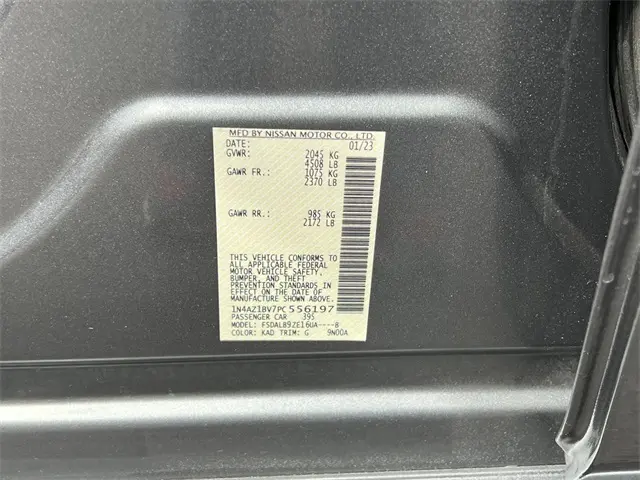 MFD BY NISSAN MOTOR CO., LTD.
DATE: 01/23
GVWR: 2045 KG
4508 LB
GAWR FR.: 1075 KG
2370 LB
GAWR RR.: 985 KG
2172 LB
THIS VEHICLE CONFORMS TO
ALL APPLICABLE FEDERAL
MOTOR VEHICLE SAFETY,
BUMPER, AND THEFT
PREVENTION STANDARDS IN
EFFECT ON THE DATE OF
MANUFACTURE SHOWN ABOVE.
1N4AZ1BV7PC556197
PASSENGER CAR 395
MODEL: FSDALB9ZE16UA----B
COLOR: KAD TRIM: G 9N00A